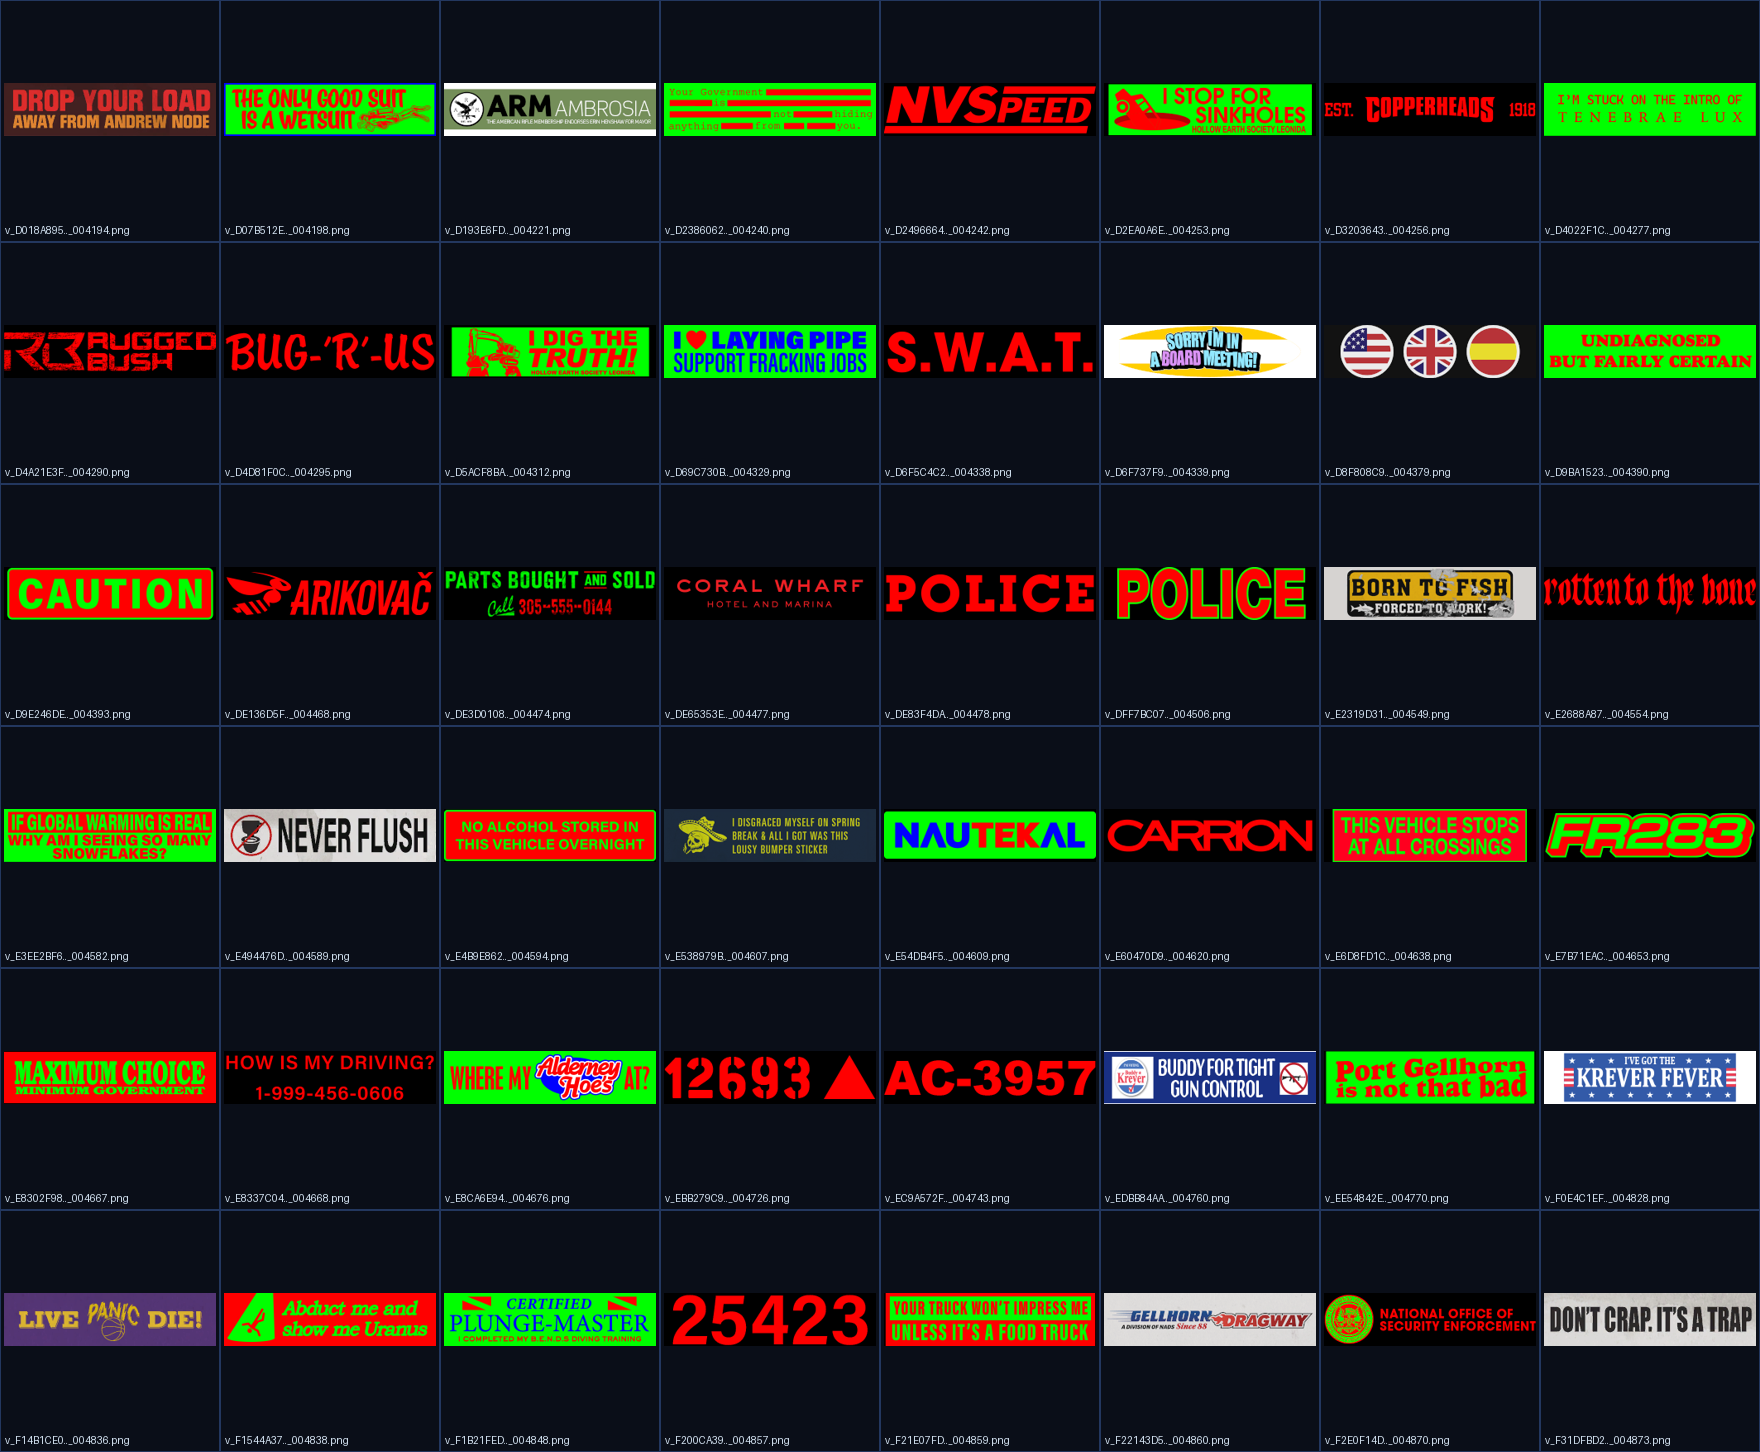 DROP YOUR LOAD
AWAY FROM ANDREW NODE
v_D018A895.._004194.png
THE ONLY GOOD SUIT
IS A WETSUIT
v_D07B512E.._004198.png
ARM AMBROSIA
THE AMERICAN RIFLE MEMBERSHIP ENDORSES ERIN HENSHAW FOR MAYOR
v_D193E6FD.._004221.png
Your Government
is
not hiding
anything from you.
v_D2386062.._004240.png
NVSPEED
v_D2496664.._004242.png
I STOP FOR
SINKHOLES
HOLLOW EARTH SOCIETY LEONIDA
v_D2EA0A6E.._004253.png
EST. COPPERHEADS 1918
v_D3203643.._004256.png
I'M STUCK ON THE INTRO OF
TENEBRAE LUX
v_D4022F1C.._004277.png
RB RUGGED
BUSH
v_D4A21E3F.._004290.png
BUG-'R'-US
v_D4D81F0C.._004295.png
I DIG THE
TRUTH!
HOLLOW EARTH SOCIETY LEONIDA
v_D5ACF8BA.._004312.png
I ♥ LAYING PIPE
SUPPORT FRACKING JOBS
v_D69C730B.._004329.png
S.W.A.T.
v_D6F5C4C2.._004338.png
SORRY I'M IN
A BOARD MEETING!
v_D6F737F9.._004339.png
v_D8F808C9.._004379.png
UNDIAGNOSED
BUT FAIRLY CERTAIN
v_D9BA1523.._004390.png
CAUTION
v_D9E246DE.._004393.png
ARIKOVAČ
v_DE136D5F.._004468.png
PARTS BOUGHT AND SOLD
Call 305-555-0144
v_DE3D0108.._004474.png
CORAL WHARF
HOTEL AND MARINA
v_DE65353E.._004477.png
POLICE
v_DE83F4DA.._004478.png
POLICE
v_DFF7BC07.._004506.png
BORN TO FISH
FORCED TO WORK!
v_E2319D31.._004549.png
rotten to the bone
v_E2688A87.._004554.png
IF GLOBAL WARMING IS REAL
WHY AM I SEEING SO MANY
SNOWFLAKES?
v_E3EE2BF6.._004582.png
NEVER FLUSH
v_E494476D.._004589.png
NO ALCOHOL STORED IN
THIS VEHICLE OVERNIGHT
v_E4B9E862.._004594.png
I DISGRACED MYSELF ON SPRING
BREAK & ALL I GOT WAS THIS
LOUSY BUMPER STICKER
v_E538979B.._004607.png
NAUTEKAL
v_E54DB4F5.._004609.png
CARRION
v_E60470D9.._004620.png
THIS VEHICLE STOPS
AT ALL CROSSINGS
v_E6D8FD1C.._004638.png
FR283
v_E7B71EAC.._004653.png
MAXIMUM CHOICE
MINIMUM GOVERNMENT
v_E8302F98.._004667.png
HOW IS MY DRIVING?
1-999-456-0606
v_E8337C04.._004668.png
WHERE MY Alderney Hoes AT?
v_E8CA6E94.._004676.png
12693
v_EBB279C9.._004726.png
AC-3957
v_EC9A572F.._004743.png
Krever
BUDDY FOR TIGHT
GUN CONTROL
v_EDBB84AA.._004760.png
Port Gellhorn
is not that bad
v_EE54842E.._004770.png
I'VE GOT THE
KREVER FEVER
v_F0E4C1EF.._004828.png
LIVE PANIC DIE!
v_F14B1CE0.._004836.png
Abduct me and
show me Uranus
v_F1544A37.._004838.png
CERTIFIED
PLUNGE-MASTER
I COMPLETED MY B.E.N.D.S DIVING TRAINING
v_F1B21FED.._004848.png
25423
v_F200CA39.._004857.png
YOUR TRUCK WON'T IMPRESS ME
UNLESS IT'S A FOOD TRUCK
v_F21E07FD.._004859.png
GELLHORN DRAGWAY
A DIVISION OF NADS Since 88
v_F22143D5.._004860.png
NATIONAL OFFICE OF
SECURITY ENFORCEMENT
v_F2E0F14D.._004870.png
DON'T CRAP. IT'S A TRAP
v_F31DFBD2.._004873.png